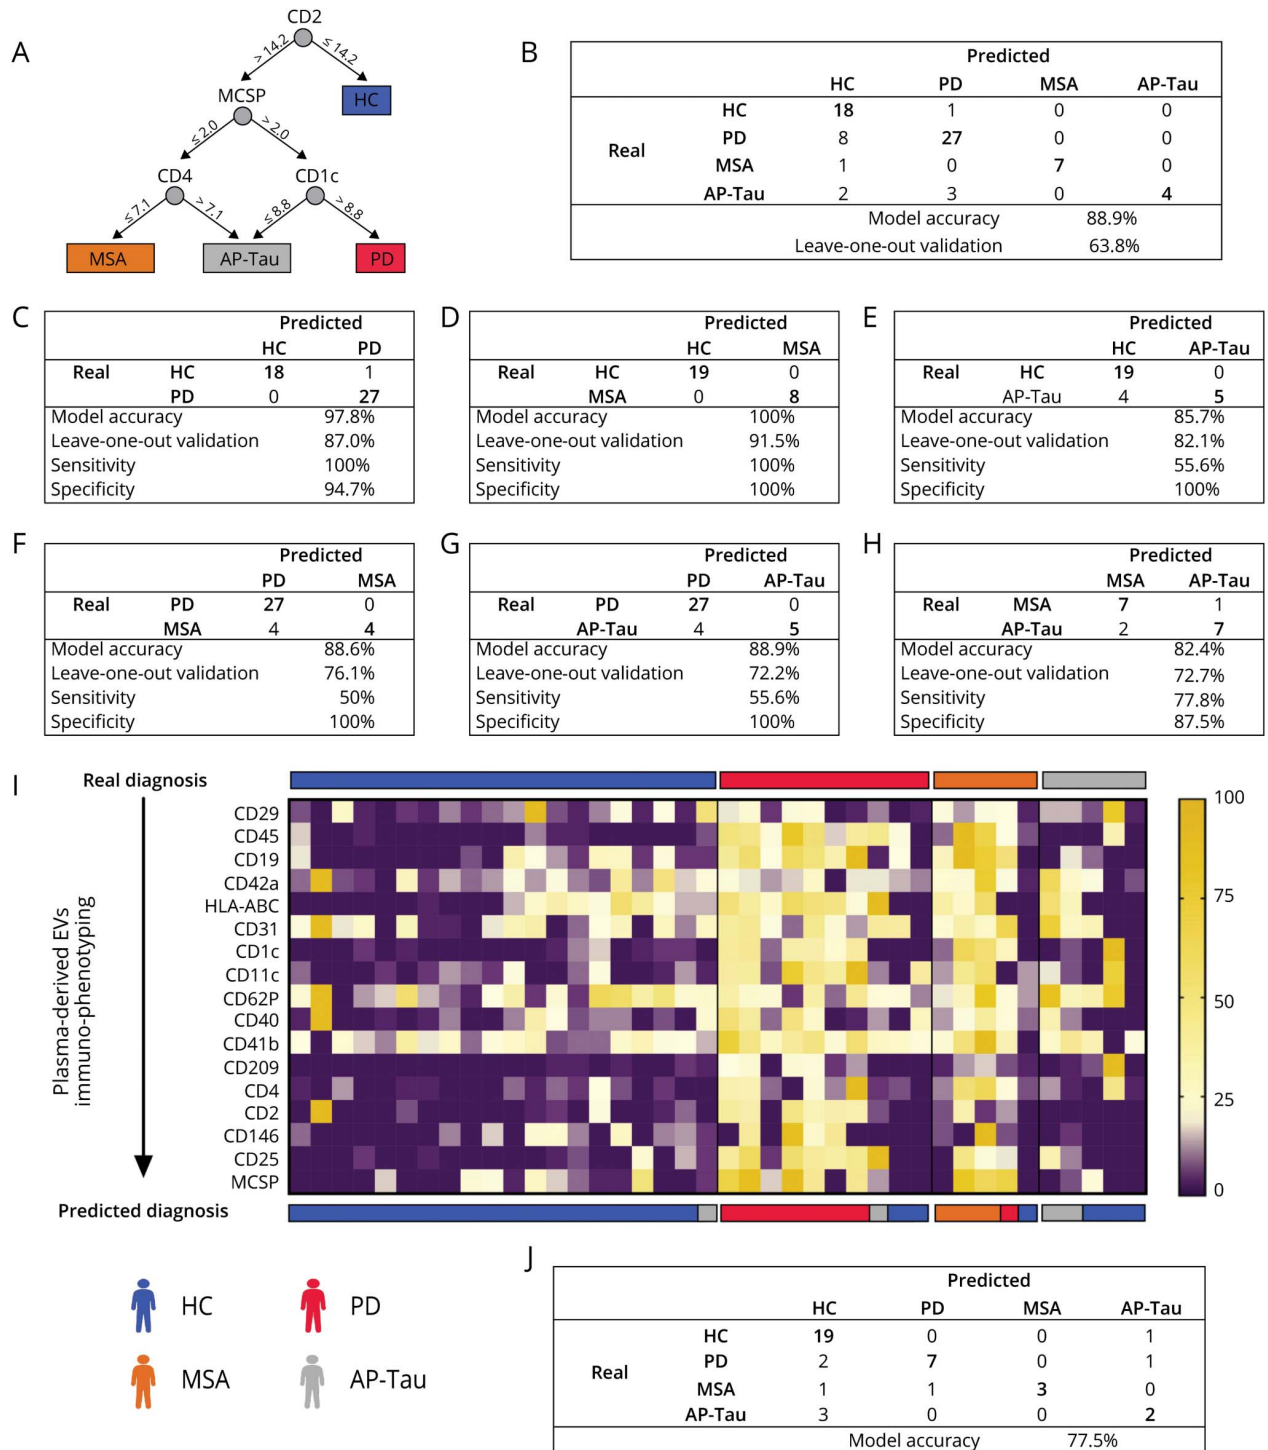 A
CD2
> 14.2
≤ 14.2
MCSP
HC
≤ 2.0
> 2.0
CD4
CD1c
≤ 7.1
> 7.1
≤ 8.8
> 8.8
MSA
AP-Tau
PD
B
Predicted
HC PD MSA AP-Tau
Real
HC 18 1 0 0
PD 8 27 0 0
MSA 1 0 7 0
AP-Tau 2 3 0 4
Model accuracy 88.9%
Leave-one-out validation 63.8%
C
Predicted
HC PD
Real HC 18 1
PD 0 27
Model accuracy 97.8%
Leave-one-out validation 87.0%
Sensitivity 100%
Specificity 94.7%
D
Predicted
HC MSA
Real HC 19 0
MSA 0 8
Model accuracy 100%
Leave-one-out validation 91.5%
Sensitivity 100%
Specificity 100%
E
Predicted
HC AP-Tau
Real HC 19 0
AP-Tau 4 5
Model accuracy 85.7%
Leave-one-out validation 82.1%
Sensitivity 55.6%
Specificity 100%
F
Predicted
PD MSA
Real PD 27 0
MSA 4 4
Model accuracy 88.6%
Leave-one-out validation 76.1%
Sensitivity 50%
Specificity 100%
G
Predicted
PD AP-Tau
Real PD 27 0
AP-Tau 4 5
Model accuracy 88.9%
Leave-one-out validation 72.2%
Sensitivity 55.6%
Specificity 100%
H
Predicted
MSA AP-Tau
Real MSA 7 1
AP-Tau 2 7
Model accuracy 82.4%
Leave-one-out validation 72.7%
Sensitivity 77.8%
Specificity 87.5%
I
Real diagnosis
Plasma-derived EVs
immuno-phenotyping
CD29
CD45
CD19
CD42a
HLA-ABC
CD31
CD1c
CD11c
CD62P
CD40
CD41b
CD209
CD4
CD2
CD146
CD25
MCSP
Predicted diagnosis
100
75
50
25
0
HC
PD
MSA
AP-Tau
J
Predicted
HC PD MSA AP-Tau
Real
HC 19 0 0 1
PD 2 7 0 1
MSA 1 1 3 0
AP-Tau 3 0 0 2
Model accuracy 77.5%